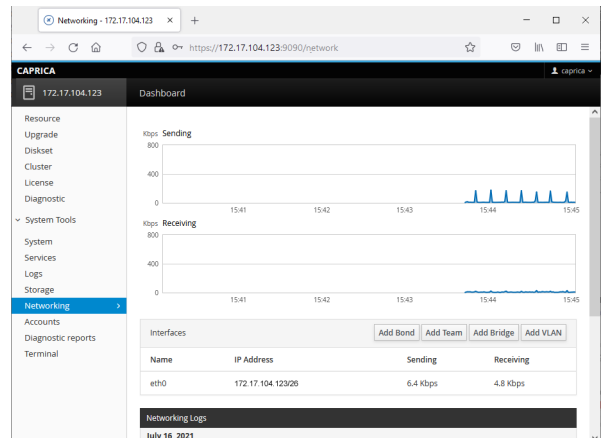 Networking - 172.17.104.123
https://172.17.104.123:9090/network
CAPRICA
caprica
172.17.104.123
Dashboard
Resource
Upgrade
Diskset
Cluster
License
Diagnostic
System Tools
System
Services
Logs
Storage
Networking
Accounts
Diagnostic reports
Terminal
Kbps Sending
800
400
0
15:41 15:42 15:43 15:44 15:45
Kbps Receiving
800
400
0
15:41 15:42 15:43 15:44 15:45
Interfaces Add Bond Add Team Add Bridge Add VLAN
Name IP Address Sending Receiving
eth0 172.17.104.123/26 6.4 Kbps 4.8 Kbps
Networking Logs
July 16, 2021